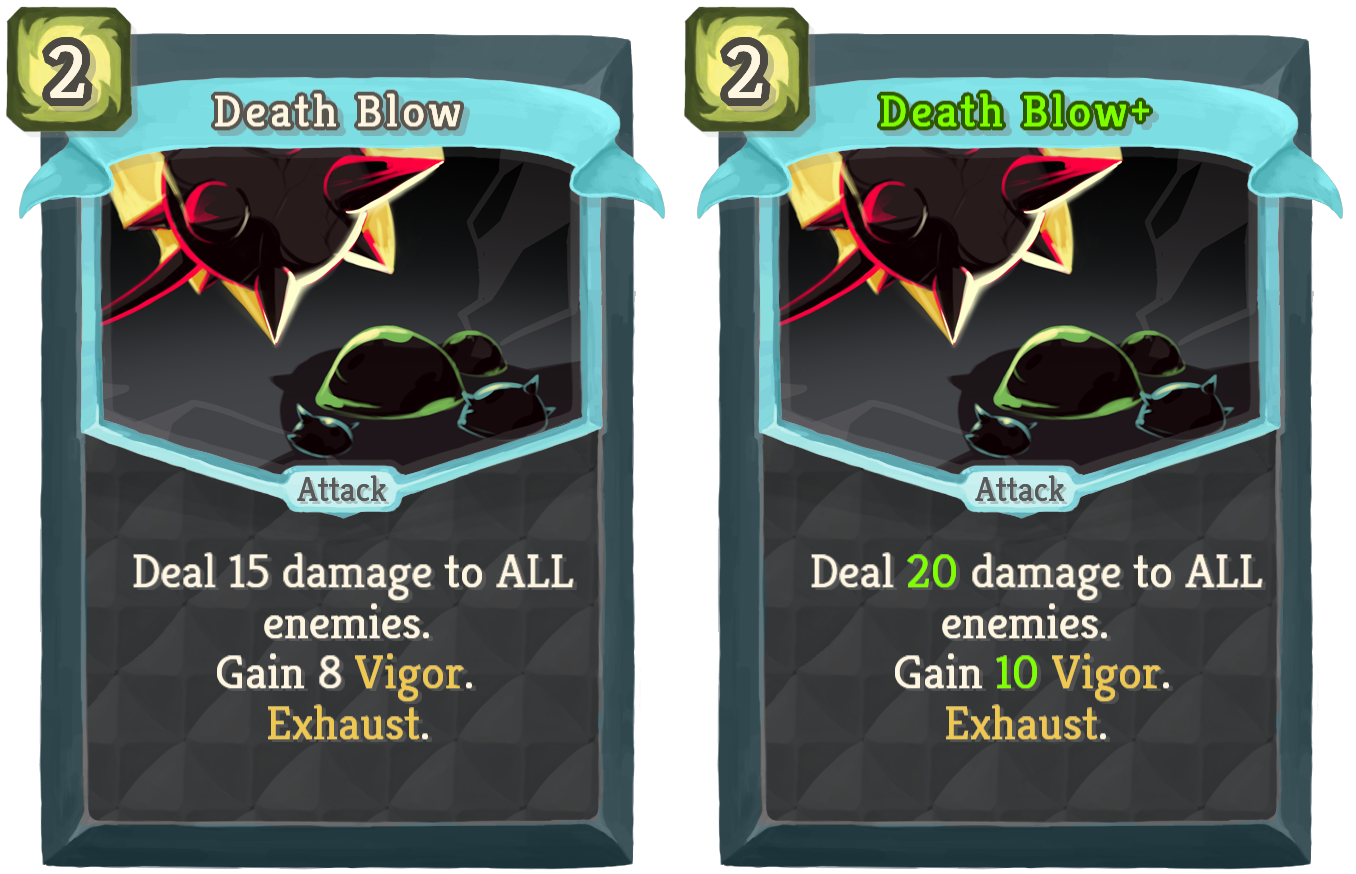 2
Death Blow
Attack
Deal 15 damage to ALL
enemies.
Gain 8 Vigor.
Exhaust.
2
Death Blow+
Attack
Deal 20 damage to ALL
enemies.
Gain 10 Vigor.
Exhaust.